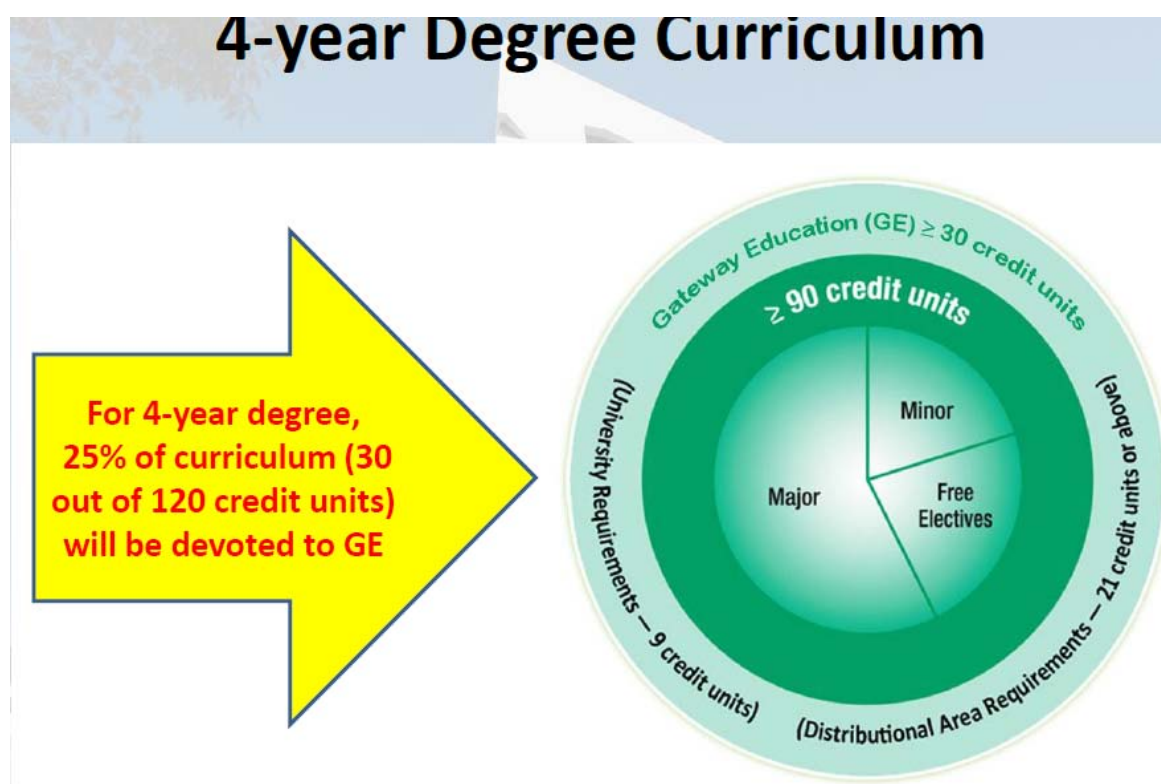 4-year Degree Curriculum
For 4-year degree,
25% of curriculum (30
out of 120 credit units)
will be devoted to GE
Gateway Education (GE) ≥ 30 credit units
≥ 90 credit units
Minor
Major
Free
Electives
(University Requirements — 9 credit units)
(Distributional Area Requirements — 21 credit units or above)